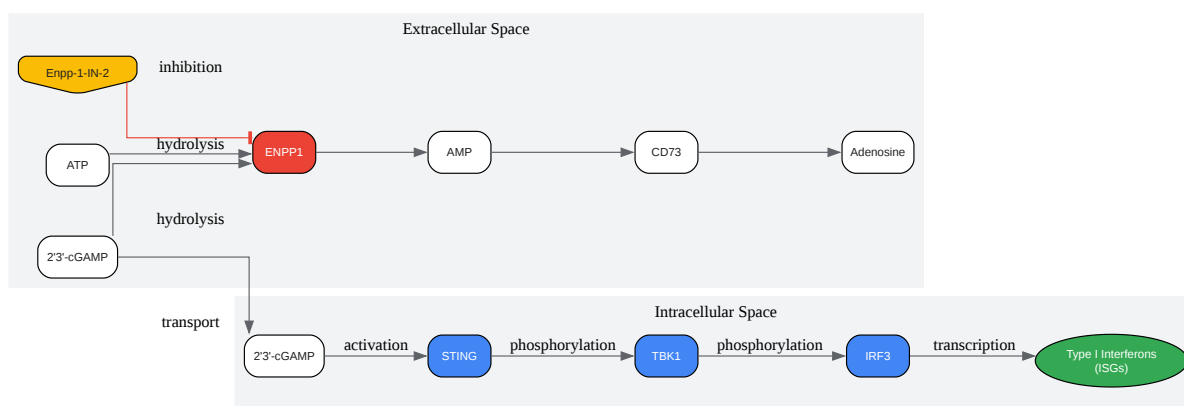 Extracellular Space
Enpp-1-IN-2
inhibition
hydrolysis
ATP
ENPP1
AMP
CD73
Adenosine
hydrolysis
2'3'-cGAMP
Intracellular Space
transport
2'3'-cGAMP
activation
STING
phosphorylation
TBK1
phosphorylation
IRF3
transcription
Type I Interferons
(ISGs)